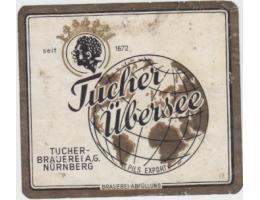 seit 1672
Tucher
Übersee
PILS EXPORT
TUCHER-
BRAUEREI A.G.
NÜRNBERG
BRAUEREI-ABFÜLLUNG